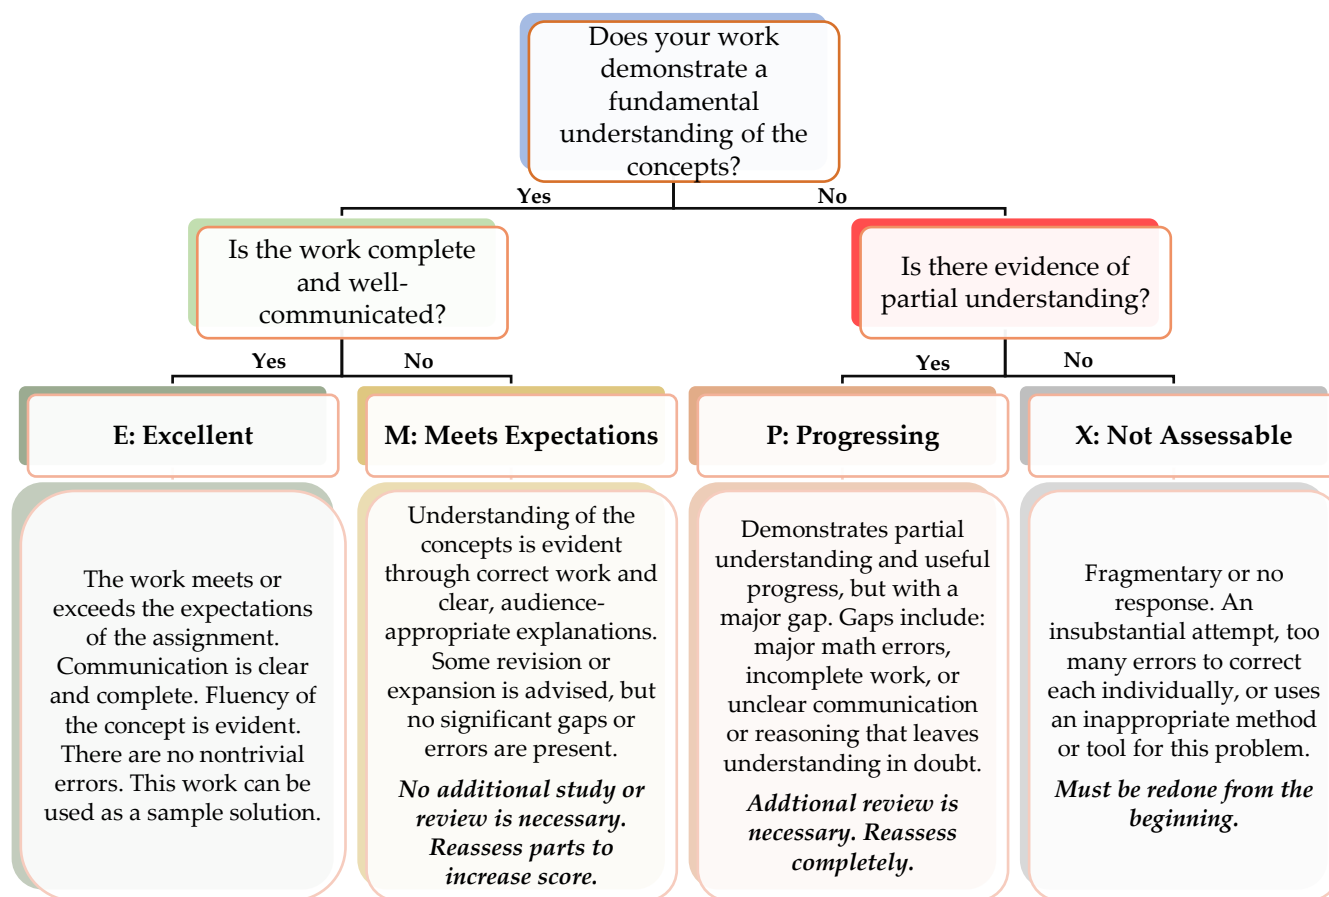 Does your work
demonstrate a
fundamental
understanding of the
concepts?
Yes
No
Is the work complete
and well-
communicated?
Is there evidence of
partial understanding?
Yes
No
Yes
No
E: Excellent
M: Meets Expectations
P: Progressing
X: Not Assessable
The work meets or
exceeds the expectations
of the assignment.
Communication is clear
and complete. Fluency of
the concept is evident.
There are no nontrivial
errors. This work can be
used as a sample solution.
Understanding of the
concepts is evident
through correct work and
clear, audience-
appropriate explanations.
Some revision or
expansion is advised, but
no significant gaps or
errors are present.
No additional study or
review is necessary.
Reassess parts to
increase score.
Demonstrates partial
understanding and useful
progress, but with a
major gap. Gaps include:
major math errors,
incomplete work, or
unclear communication
or reasoning that leaves
understanding in doubt.
Addtional review is
necessary. Reassess
completely.
Fragmentary or no
response. An
insubstantial attempt, too
many errors to correct
each individually, or uses
an inappropriate method
or tool for this problem.
Must be redone from the
beginning.